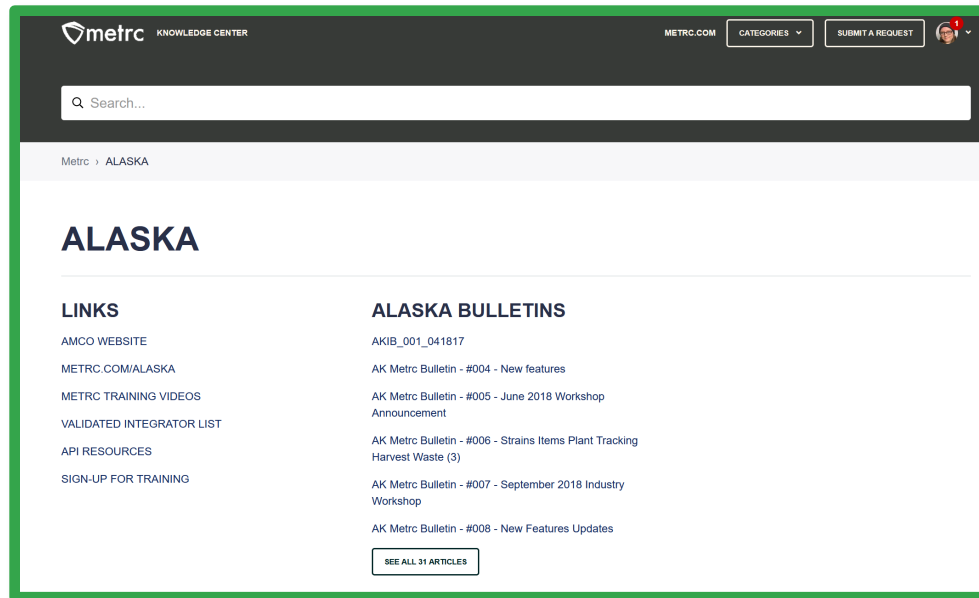 metrc KNOWLEDGE CENTER METRC.COM CATEGORIES SUBMIT A REQUEST 1
Search...
Metrc › ALASKA
ALASKA
LINKS
AMCO WEBSITE
METRC.COM/ALASKA
METRC TRAINING VIDEOS
VALIDATED INTEGRATOR LIST
API RESOURCES
SIGN-UP FOR TRAINING
ALASKA BULLETINS
AKIB_001_041817
AK Metrc Bulletin - #004 - New features
AK Metrc Bulletin - #005 - June 2018 Workshop
Announcement
AK Metrc Bulletin - #006 - Strains Items Plant Tracking
Harvest Waste (3)
AK Metrc Bulletin - #007 - September 2018 Industry
Workshop
AK Metrc Bulletin - #008 - New Features Updates
SEE ALL 31 ARTICLES